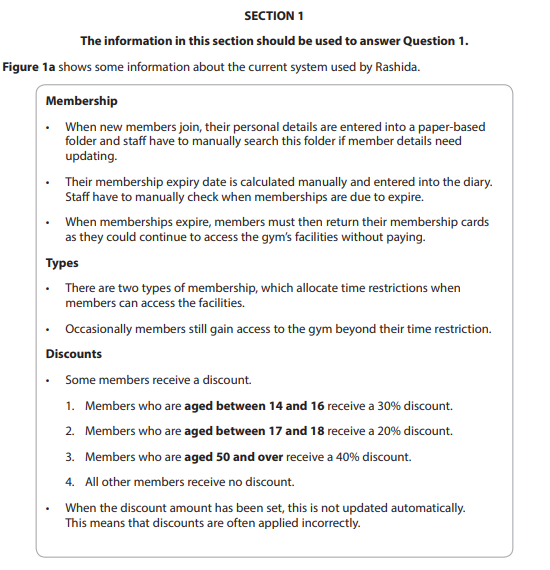 SECTION 1
The information in this section should be used to answer Question 1.
Figure 1a shows some information about the current system used by Rashida.
Membership
• When new members join, their personal details are entered into a paper-based
folder and staff have to manually search this folder if member details need
updating.
• Their membership expiry date is calculated manually and entered into the diary.
Staff have to manually check when memberships are due to expire.
• When memberships expire, members must then return their membership cards
as they could continue to access the gym’s facilities without paying.
Types
• There are two types of membership, which allocate time restrictions when
members can access the facilities.
• Occasionally members still gain access to the gym beyond their time restriction.
Discounts
• Some members receive a discount.
1. Members who are aged between 14 and 16 receive a 30% discount.
2. Members who are aged between 17 and 18 receive a 20% discount.
3. Members who are aged 50 and over receive a 40% discount.
4. All other members receive no discount.
• When the discount amount has been set, this is not updated automatically.
This means that discounts are often applied incorrectly.